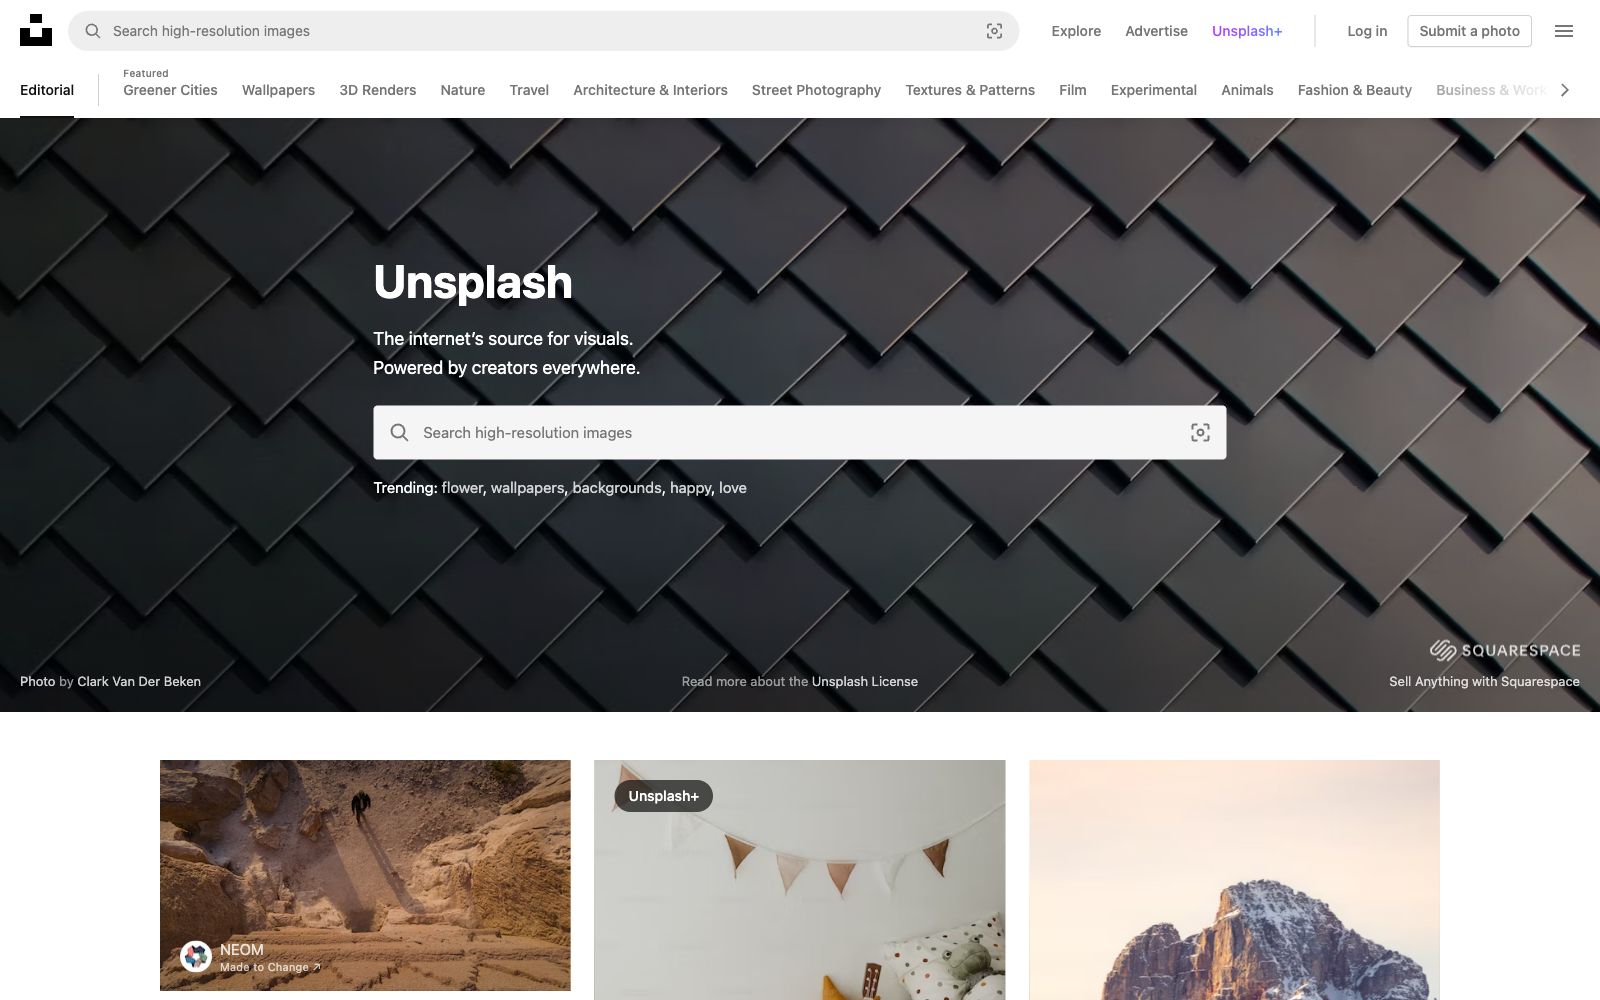 Search high-resolution images
Explore
Advertise
Unsplash+
Log in
Submit a photo
Editorial
Featured
Greener Cities
Wallpapers
3D Renders
Nature
Travel
Architecture & Interiors
Street Photography
Textures & Patterns
Film
Experimental
Animals
Fashion & Beauty
Business & Work
Unsplash
The internet’s source for visuals.
Powered by creators everywhere.
Search high-resolution images
Trending: flower, wallpapers, backgrounds, happy, love
SQUARESPACE
Photo by Clark Van Der Beken
Read more about the Unsplash License
Sell Anything with Squarespace
Unsplash+
NEOM
Made to Change ↗